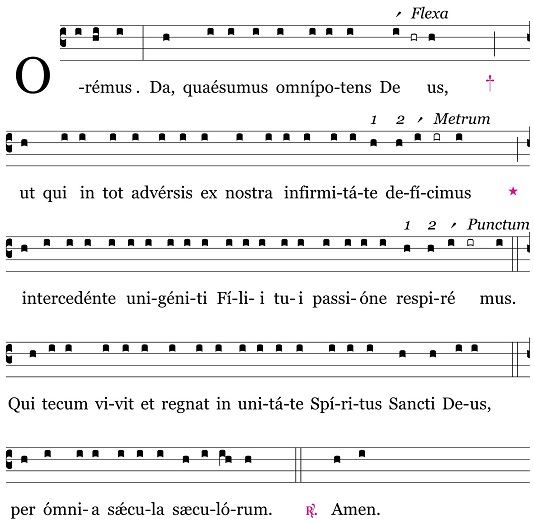 Flexa
O -rémus . Da, quaésumus omnípo-tens De us, †
1 2 Metrum
ut qui in tot advérsis ex nostra infirmi-tá-te de-fí-cimus ★
1 2 Punctum
intercedénte uni-géni-ti Fí-li- i tu-i passi-óne respi-ré mus.
Qui tecum vi-vit et regnat in uni-tá-te Spí-ri-tus Sancti De-us,
per ómni-a sǽcu-la sæcu-ló-rum. ℟. Amen.